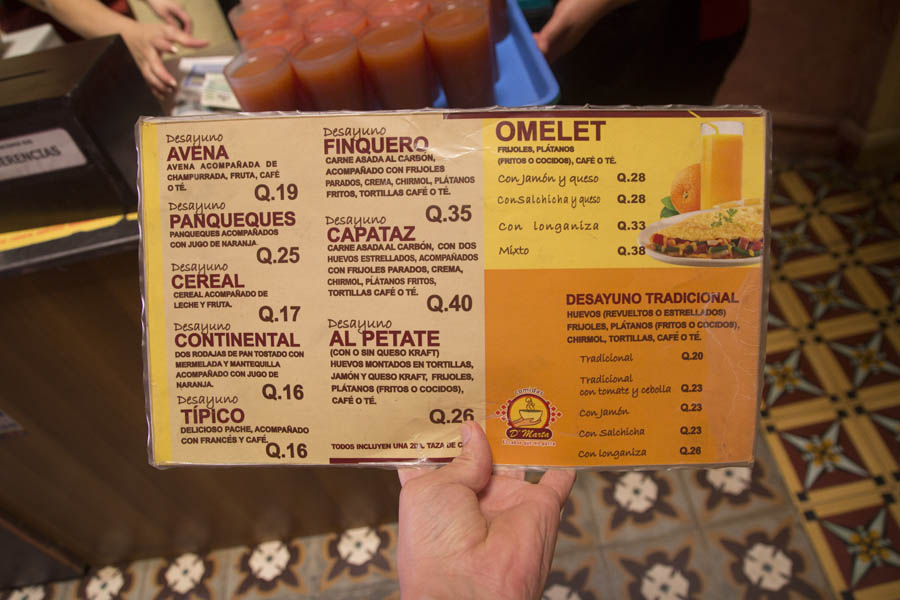 ERENCIAS
Desayuno
AVENA
AVENA ACOMPAÑADA DE
CHAMPURRADA, FRUTA, CAFÉ
O TÉ.
Q.19
Desayuno
PANQUEQUES
PANQUEQUES ACOMPAÑADOS
CON JUGO DE NARANJA.
Q.25
Desayuno
CEREAL
CEREAL ACOMPAÑADO DE
LECHE Y FRUTA.
Q.17
Desayuno
CONTINENTAL
DOS RODAJAS DE PAN TOSTADO CON
MERMELADA Y MANTEQUILLA
ACOMPAÑADO CON JUGO DE
NARANJA.
Q.16
Desayuno
TÍPICO
DELICIOSO PACHE, ACOMPAÑADO
CON FRANCÉS Y CAFÉ.
Q.16
Desayuno
FINQUERO
CARNE ASADA AL CARBÓN,
ACOMPAÑADO CON FRIJOLES
PARADOS, CREMA, CHIRMOL, PLÁTANOS
FRITOS, TORTILLAS CAFÉ O TÉ.
Q.35
Desayuno
CAPATAZ
CARNE ASADA AL CARBÓN, CON DOS
HUEVOS ESTRELLADOS, ACOMPAÑADOS
CON FRIJOLES PARADOS, CREMA,
CHIRMOL, PLÁTANOS FRITOS,
TORTILLAS CAFÉ O TÉ.
Q.40
Desayuno
AL PETATE
(CON O SIN QUESO KRAFT)
HUEVOS MONTADOS EN TORTILLAS,
JAMÓN Y QUESO KRAFT, FRIJOLES,
PLÁTANOS (FRITOS O COCIDOS),
CAFÉ O TÉ.
Q.26
TODOS INCLUYEN UNA 2DA. TAZA DE
OMELET
FRIJOLES, PLÁTANOS
(FRITOS O COCIDOS), CAFÉ O TÉ.
Con Jamón y queso Q.28
Con Salchicha y queso Q.28
Con longaniza Q.33
Mixto Q.38
DESAYUNO TRADICIONAL
HUEVOS (REVUELTOS O ESTRELLADOS)
FRIJOLES, PLÁTANOS (FRITOS O COCIDOS),
CHIRMOL, TORTILLAS, CAFÉ O TÉ.
Tradicional Q.20
Tradicional
con tomate y cebolla Q.23
Con Jamón Q.23
Con Salchicha Q.23
Con longaniza Q.26
Comidas
D' Marta